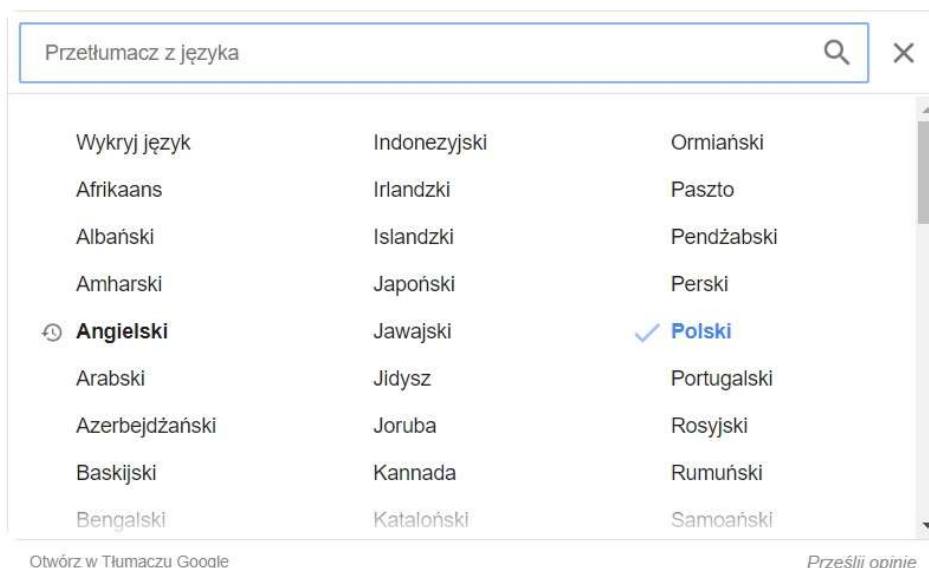 Przetłumacz z języka
Wykryj język
Afrikaans
Albański
Amharski
Angielski
Arabski
Azerbejdżański
Baskijski
Bengalski
Indonezyjski
Irlandzki
Islandzki
Japoński
Jawajski
Jidysz
Joruba
Kannada
Kataloński
Ormiański
Paszto
Pendżabski
Perski
Polski
Portugalski
Rosyjski
Rumuński
Samoański
Otwórz w Tłumaczu Google
Prześlij opinię